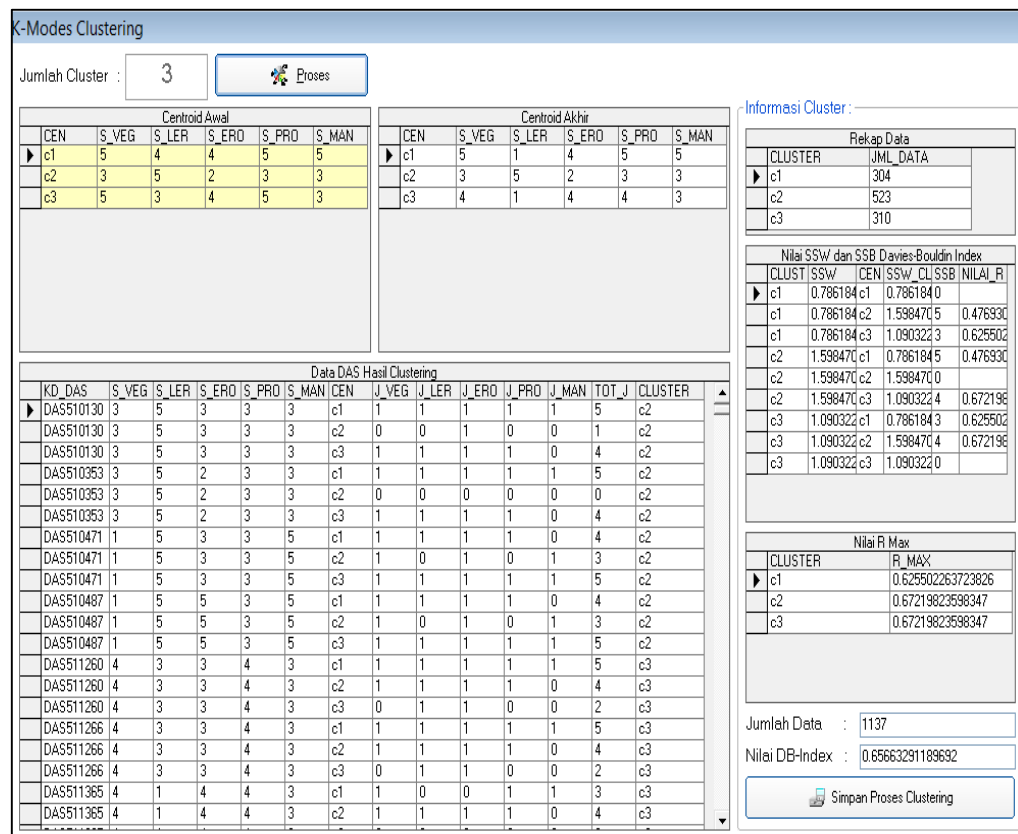 K-Modes Clustering
Jumlah Cluster : 3 Proses
Centroid Awal
CEN S_VEG S_LER S_ERO S_PRO S_MAN
c1 5 4 4 5 5
c2 3 5 2 3 3
c3 5 3 4 5 3
Centroid Akhir
CEN S_VEG S_LER S_ERO S_PRO S_MAN
c1 5 1 4 5 5
c2 3 5 2 3 3
c3 4 1 4 4 3
Data DAS Hasil Clustering
KD_DAS S_VEG S_LER S_ERO S_PRO S_MAN CEN J_VEG J_LER J_ERO J_PRO J_MAN TOT_J CLUSTER
DAS510130 3 5 3 3 3 c1 1 1 1 1 1 5 c2
DAS510130 3 5 3 3 3 c2 0 0 1 0 0 1 c2
DAS510130 3 5 3 3 3 c3 1 1 1 1 0 4 c2
DAS510353 3 5 2 3 3 c1 1 1 1 1 1 5 c2
DAS510353 3 5 2 3 3 c2 0 0 0 0 0 0 c2
DAS510353 3 5 2 3 3 c3 1 1 1 1 0 4 c2
DAS510471 1 5 3 3 5 c1 1 1 1 1 0 4 c2
DAS510471 1 5 3 3 5 c2 1 0 1 0 1 3 c2
DAS510471 1 5 3 3 5 c3 1 1 1 1 1 5 c2
DAS510487 1 5 5 3 5 c1 1 1 1 1 0 4 c2
DAS510487 1 5 5 3 5 c2 1 0 1 0 1 3 c2
DAS510487 1 5 5 3 5 c3 1 1 1 1 1 5 c2
DAS511260 4 3 3 4 3 c1 1 1 1 1 1 5 c3
DAS511260 4 3 3 4 3 c2 1 1 1 1 0 4 c3
DAS511260 4 3 3 4 3 c3 0 1 1 0 0 2 c3
DAS511266 4 3 3 4 3 c1 1 1 1 1 1 5 c3
DAS511266 4 3 3 4 3 c2 1 1 1 1 0 4 c3
DAS511266 4 3 3 4 3 c3 0 1 1 0 0 2 c3
DAS511365 4 1 4 4 3 c1 1 0 0 1 1 3 c3
DAS511365 4 1 4 4 3 c2 1 1 1 1 0 4 c3
Informasi Cluster :
Rekap Data
CLUSTER JML_DATA
c1 304
c2 523
c3 310
Nilai SSW dan SSB Davies-Bouldin Index
CLUST SSW CEN SSW_CL SSB NILAI_R
c1 0.786184 c1 0.786184 0
c1 0.786184 c2 1.598470 5 0.476930
c1 0.786184 c3 1.090322 3 0.625502
c2 1.598470 c1 0.786184 5 0.476930
c2 1.598470 c2 1.598470 0
c2 1.598470 c3 1.090322 4 0.672198
c3 1.090322 c1 0.786184 3 0.625502
c3 1.090322 c2 1.598470 4 0.672198
c3 1.090322 c3 1.090322 0
Nilai R Max
CLUSTER R_MAX
c1 0.625502263723826
c2 0.67219823598347
c3 0.67219823598347
Jumlah Data : 1137
Nilai DB-Index : 0.65663291189692
Simpan Proses Clustering